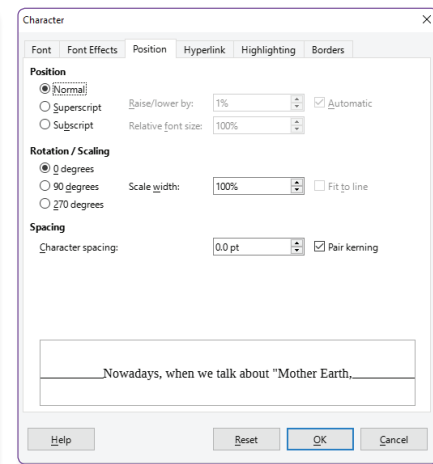 Character
Font Font Effects Position Hyperlink Highlighting Borders
Position
Normal
Superscript Raise/lower by: 1% Automatic
Subscript Relative font size: 100%
Rotation / Scaling
0 degrees
90 degrees Scale width: 100% Fit to line
270 degrees
Spacing
Character spacing: 0.0 pt Pair kerning
Nowadays, when we talk about "Mother Earth,
Help Reset OK Cancel